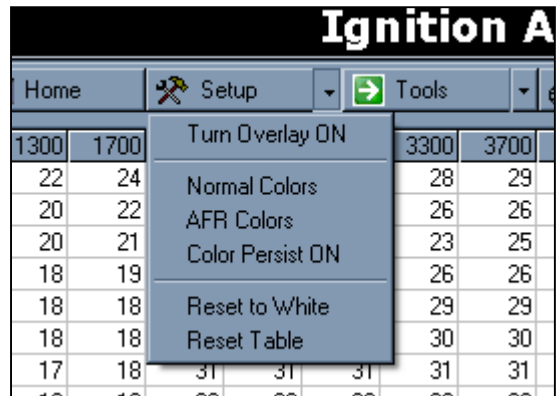 Ignition A
Home Setup Tools
1300 1700 3300 3700
Turn Overlay ON
Normal Colors
AFR Colors
Color Persist ON
Reset to White
Reset Table
22 24 28 29
20 22 26 26
20 21 23 25
18 19 26 26
18 18 29 29
18 18 30 30
17 18 31 31 31 31 31